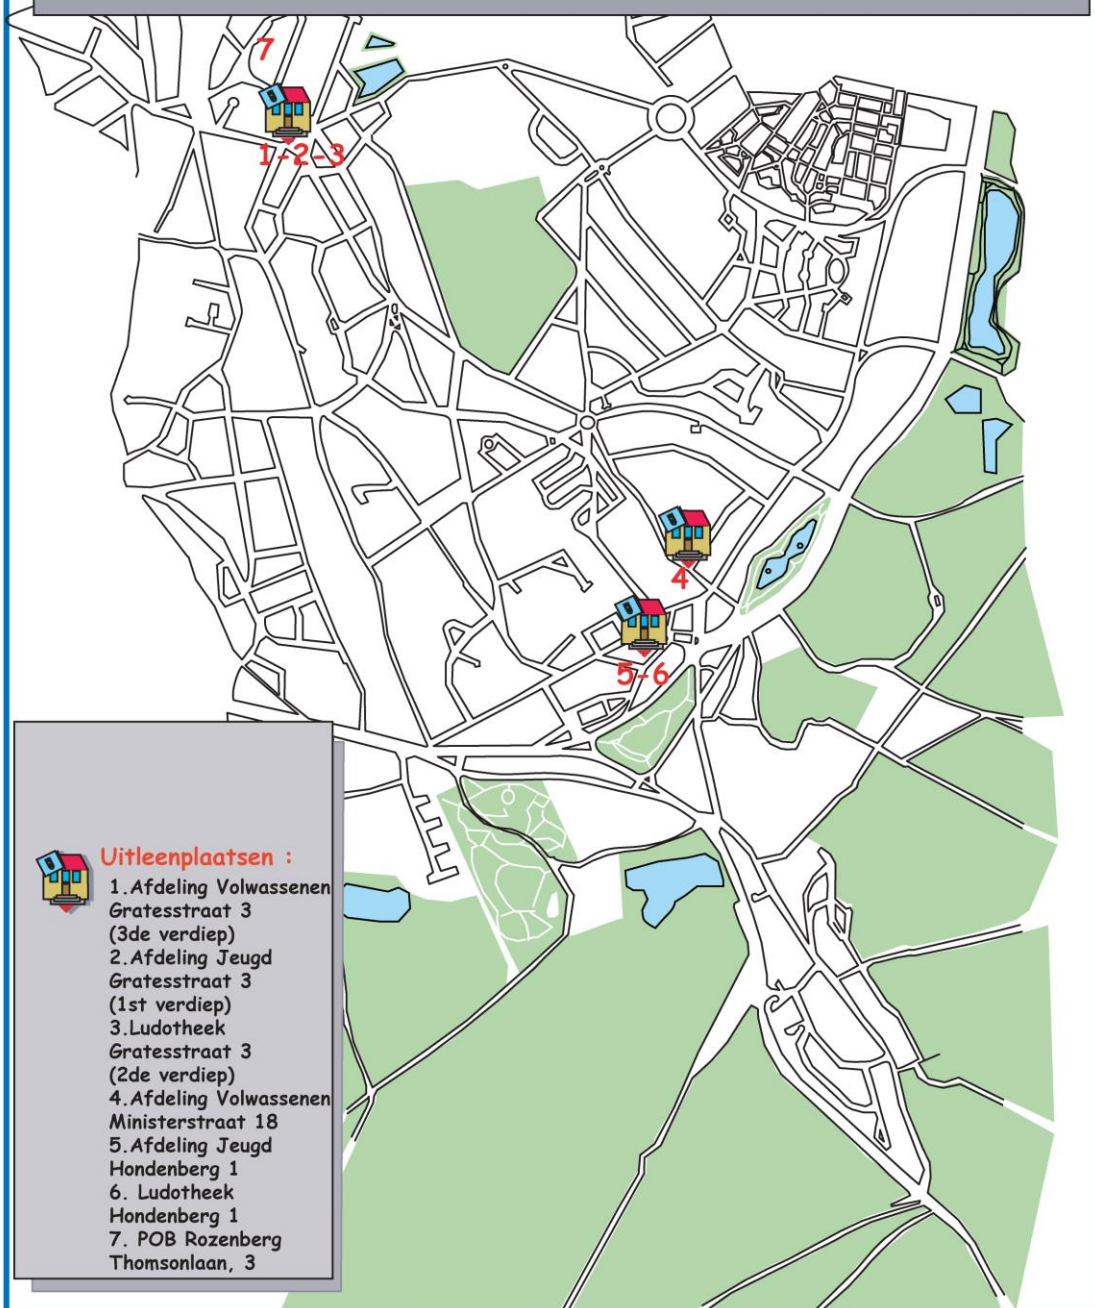 7
1-2-3
4
5-6
Uitleenplaatsen :
1.Afdeling Volwassenen
Gratesstraat 3
(3de verdiep)
2.Afdeling Jeugd
Gratesstraat 3
(1st verdiep)
3.Ludotheek
Gratesstraat 3
(2de verdiep)
4.Afdeling Volwassenen
Ministerstraat 18
5.Afdeling Jeugd
Hondenberg 1
6. Ludotheek
Hondenberg 1
7. POB Rozenberg
Thomsonlaan, 3